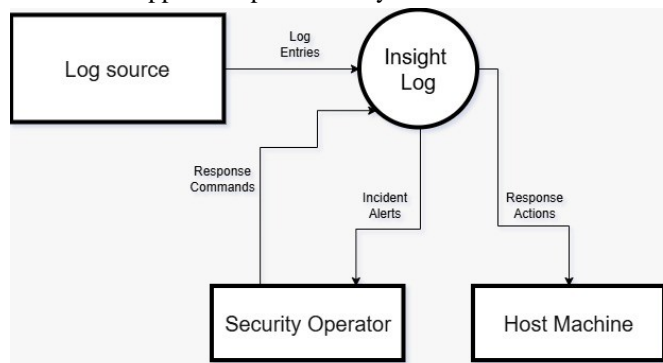 Log source
Log
Entries
Insight
Log
Response
Commands
Incident
Alerts
Response
Actions
Security Operator
Host Machine